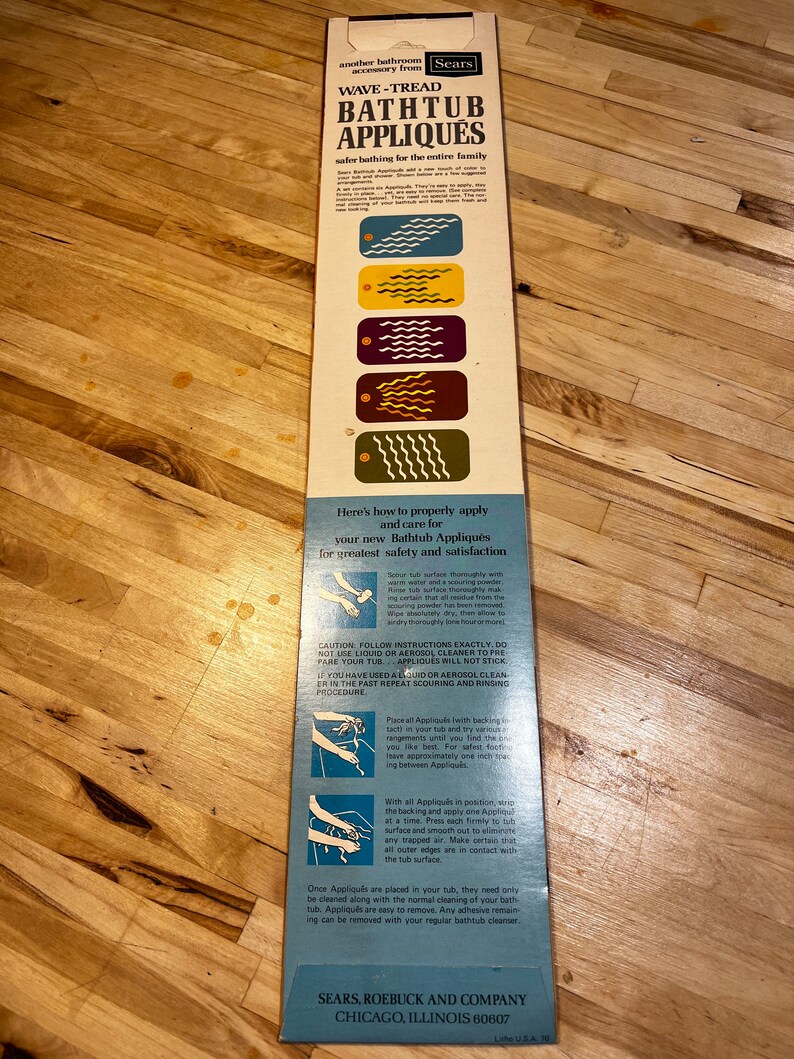 another bathroom
accessory from
Sears
WAVE-TREAD
BATHTUB
APPLIQUĒS
safer bathing for the entire family
Sears Bathtub Appliqués add a new touch of color to
your tub and shower. Shown below are a few suggested
arrangements.
A set contains six Appliqués. They're easy to apply, stay
firmly in place. . . yet, are easy to remove. (See complete
instructions below). They need no special care. The nor-
mal cleaning of your bathtub will keep them fresh and
new looking.
Here's how to properly apply
and care for
your new Bathtub Appliquēs
for greatest safety and satisfaction
Scour tub surface thoroughly with
warm water and a scouring powder.
Rinse tub surface thoroughly mak-
ing certain that all residue from the
scouring powder has been removed.
Wipe absolutely dry, then allow to
airdry thoroughly (one hour or more)
CAUTION: FOLLOW INSTRUCTIONS EXACTLY. DO
NOT USE LIQUID OR AEROSOL CLEANER TO PRE-
PARE YOUR TUB. . . APPLIQUES WILL NOT STICK.
IF YOU HAVE USED A LIQUID OR AEROSOL CLEAN-
ER IN THE PAST REPEAT SCOURING AND RINSING
PROCEDURE.
Place all Appliqués (with backing in-
tact) in your tub and try various ar-
rangements until you find the one
you like best. For safest footing
leave approximately one inch spac-
ing between Appliqués.
With all Appliqués in position, strip
the backing and apply one Appliqué
at a time. Press each firmly to tub
surface and smooth out to eliminate
any trapped air. Make certain that
all outer edges are in contact with
the tub surface.
Once Appliqués are placed in your tub, they need only
be cleaned along with the normal cleaning of your bath-
tub. Appliqués are easy to remove. Any adhesive remain-
ing can be removed with your regular bathtub cleanser.
SEARS, ROEBUCK AND COMPANY
CHICAGO, ILLINOIS 60607
Litho U.S.A. 70